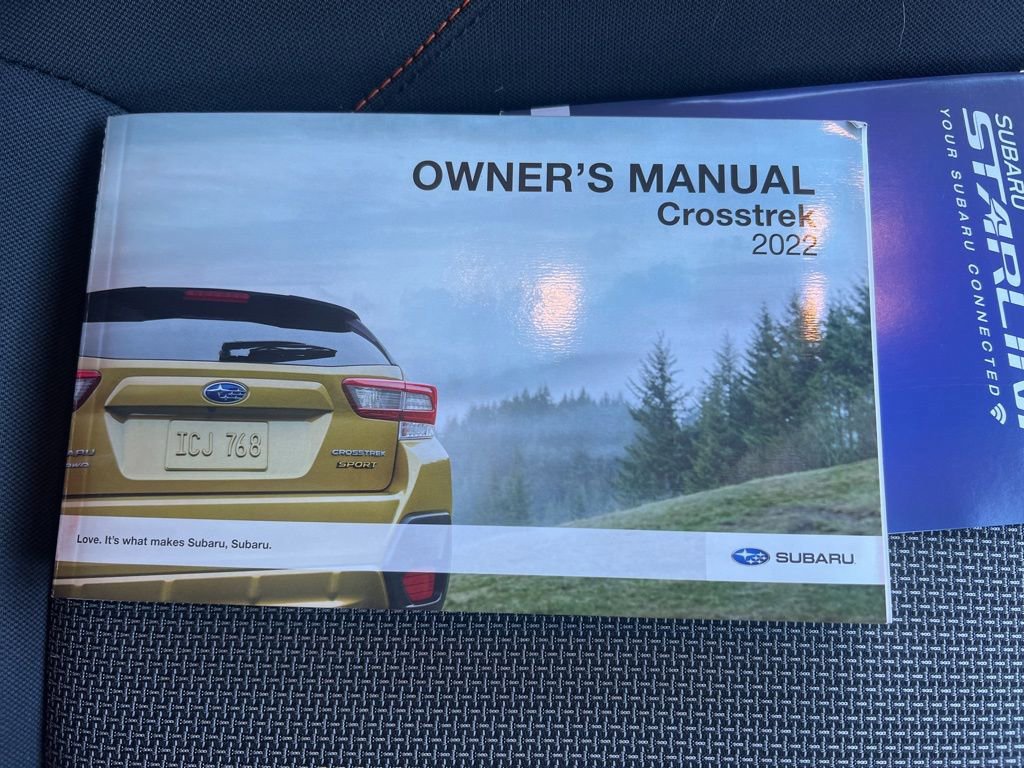 OWNER'S MANUAL
Crosstrek
2022
ICJ 768
CROSSTREK
SPORT
Love. It's what makes Subaru, Subaru.
SUBARU
SUBARU
YOUR SUBARU CONNECTED